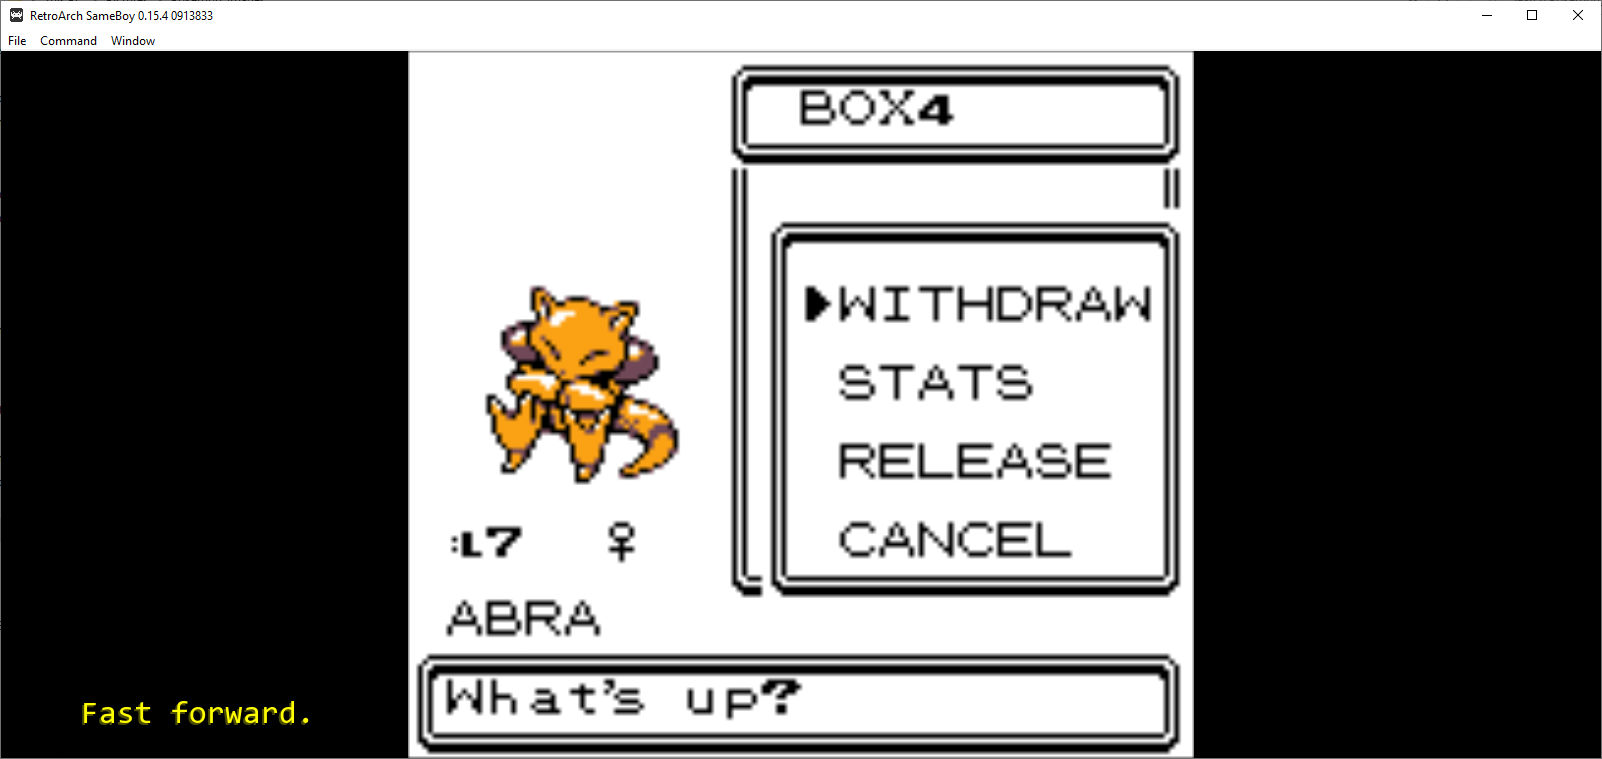 RetroArch SameBoy 0.15.4 0913833
File Command Window
BOX4
▶WITHDRAW
STATS
RELEASE
CANCEL
:L7 ♀
ABRA
What's up?
Fast forward.